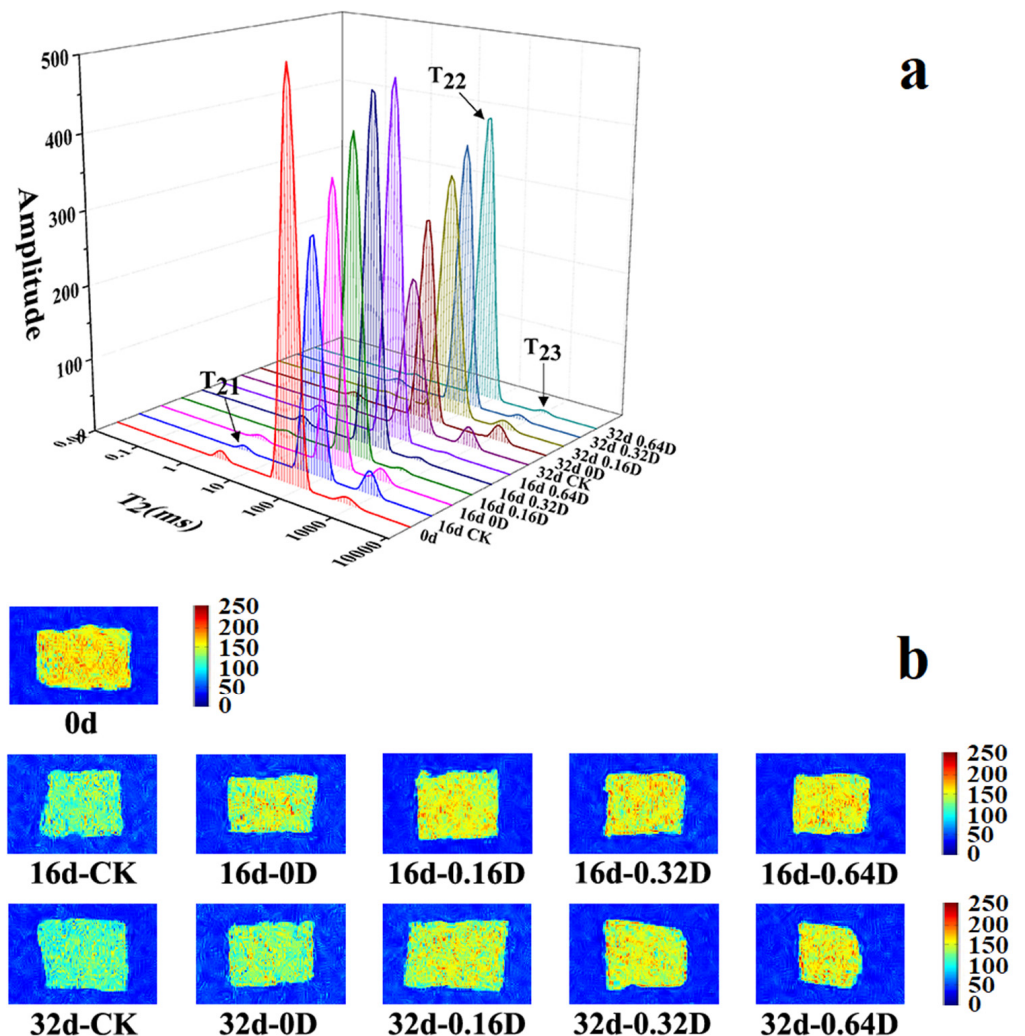 a
500
400
300
200
100
0
Amplitude
T22
T23
T21
0.1
1
10
100
1000
10000
T2(ms)
32d 0.64D
32d 0.32D
32d 0.16D
32d 0D
32d CK
16d 0.64D
16d 0.32D
16d 0.16D
16d 0D
16d CK
0d
b
250
200
150
100
50
0
0d
250
200
150
100
50
0
16d-CK 16d-0D 16d-0.16D 16d-0.32D 16d-0.64D
250
200
150
100
50
0
32d-CK 32d-0D 32d-0.16D 32d-0.32D 32d-0.64D